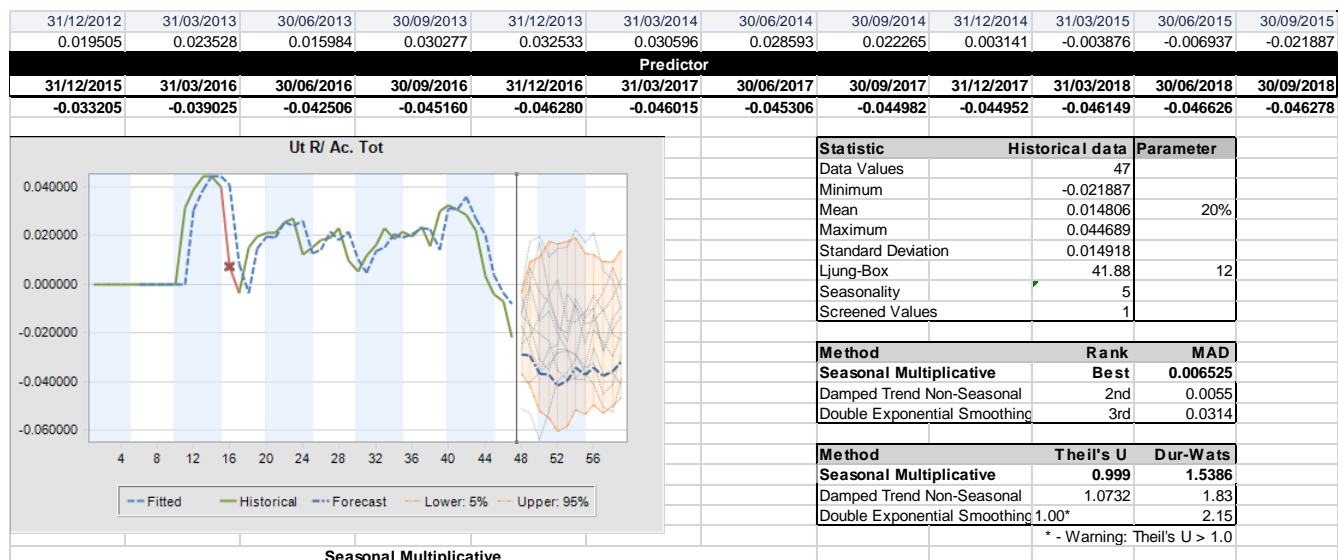 31/12/2012 31/03/2013 30/06/2013 30/09/2013 31/12/2013 31/03/2014 30/06/2014 30/09/2014 31/12/2014 31/03/2015 30/06/2015 30/09/2015
0.019505 0.023528 0.015984 0.030277 0.032533 0.030596 0.028593 0.022265 0.003141 -0.003876 -0.006937 -0.021887
Predictor
31/12/2015 31/03/2016 30/06/2016 30/09/2016 31/12/2016 31/03/2017 30/06/2017 30/09/2017 31/12/2017 31/03/2018 30/06/2018 30/09/2018
-0.033205 -0.039025 -0.042506 -0.045160 -0.046280 -0.046015 -0.045306 -0.044982 -0.044952 -0.046149 -0.046626 -0.046278
Ut R/ Ac. Tot
0.040000
0.020000
0.000000
-0.020000
-0.040000
-0.060000
4 8 12 16 20 24 28 32 36 40 44 48 52 56
Fitted Historical Forecast Lower: 5% Upper: 95%
Statistic Historical data Parameter
Data Values 47
Minimum -0.021887
Mean 0.014806 20%
Maximum 0.044689
Standard Deviation 0.014918
Ljung-Box 41.88 12
Seasonality 5
Screened Values 1
Method Rank MAD
Seasonal Multiplicative Best 0.006525
Damped Trend Non-Seasonal 2nd 0.0055
Double Exponential Smoothing 3rd 0.0314
Method Theil's U Dur-Wats
Seasonal Multiplicative 0.999 1.5386
Damped Trend Non-Seasonal 1.0732 1.83
Double Exponential Smoothing 1.00* 2.15
* - Warning: Theil's U > 1.0
Seasonal Multiplicative